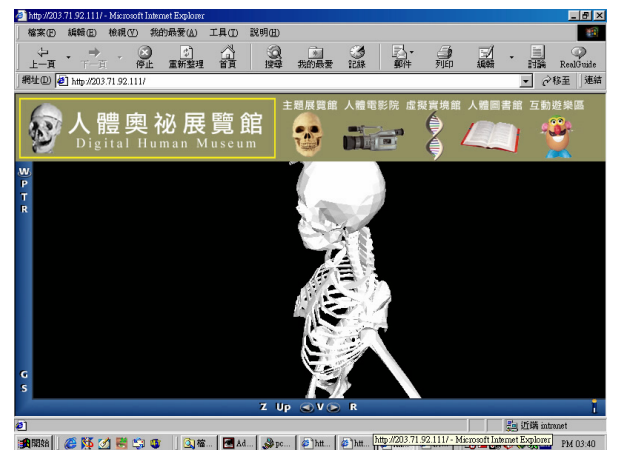 http://203.71.92.111/ - Microsoft Internet Explorer
檔案(F) 編輯(E) 檢視(V) 我的最愛(A) 工具(T) 說明(H)
上一頁 下一頁 停止 重新整理 首頁 搜尋 我的最愛 記錄 郵件 列印 編輯 討論 RealGuide
網址(D) http://203.71.92.111/ 移至 連結
人體奧祕展覽館
Digital Human Museum
主題展覽館 人體電影院 虛擬實境館 人體圖書館 互動遊樂區
W
P
T
R
G
S
Z Up V R i
近端 intranet
開始 檔... Ad... pc... htt... htt... http://203.71.92.111/ - Microsoft Internet Explorer PM 03:40